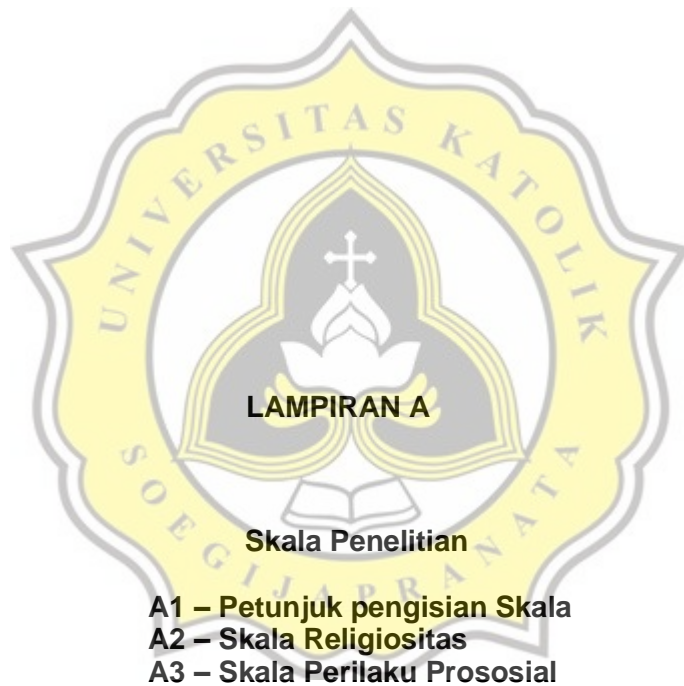 UNIVERSITAS KATOLIK
SOEGIJAPRANATA
LAMPIRAN A
Skala Penelitian
A1 – Petunjuk pengisian Skala
A2 – Skala Religiositas
A3 – Skala Perilaku Prososial